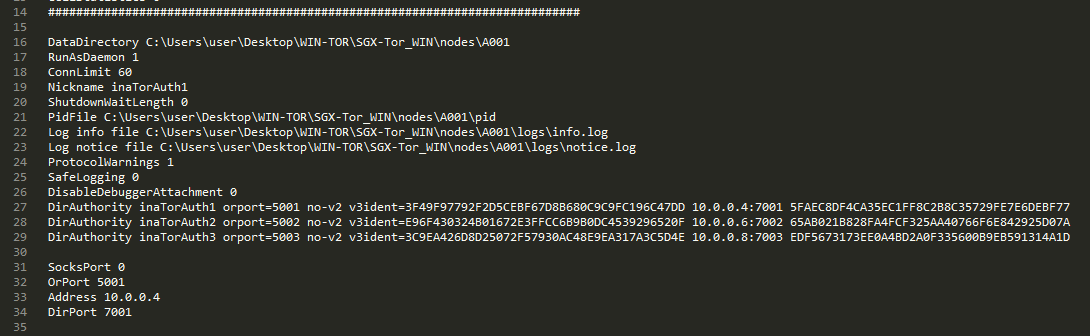 14 ############################################################################
15
16 DataDirectory C:\Users\user\Desktop\WIN-TOR\SGX-Tor_WIN\nodes\A001
17 RunAsDaemon 1
18 ConnLimit 60
19 Nickname inaTorAuth1
20 ShutdownWaitLength 0
21 PidFile C:\Users\user\Desktop\WIN-TOR\SGX-Tor_WIN\nodes\A001\pid
22 Log info file C:\Users\user\Desktop\WIN-TOR\SGX-Tor_WIN\nodes\A001\logs\info.log
23 Log notice file C:\Users\user\Desktop\WIN-TOR\SGX-Tor_WIN\nodes\A001\logs\notice.log
24 ProtocolWarnings 1
25 SafeLogging 0
26 DisableDebuggerAttachment 0
27 DirAuthority inaTorAuth1 orport=5001 no-v2 v3ident=3F49F97792F2D5CEBF67D8B680C9C9FC196C47DD 10.0.0.4:7001 5FAEC8DF4CA35EC1FF8C2B8C35729FE7E6DEBF77
28 DirAuthority inaTorAuth2 orport=5002 no-v2 v3ident=E96F430324B01672E3FFCC6B9B0DC4539296520F 10.0.0.6:7002 65AB021B828FA4FCF325AA40766F6E842925D07A
29 DirAuthority inaTorAuth3 orport=5003 no-v2 v3ident=3C9EA426D8D25072F57930AC48E9EA317A3C5D4E 10.0.0.8:7003 EDF5673173EE0A4BD2A0F335600B9EB591314A1D
30
31 SocksPort 0
32 OrPort 5001
33 Address 10.0.0.4
34 DirPort 7001
35